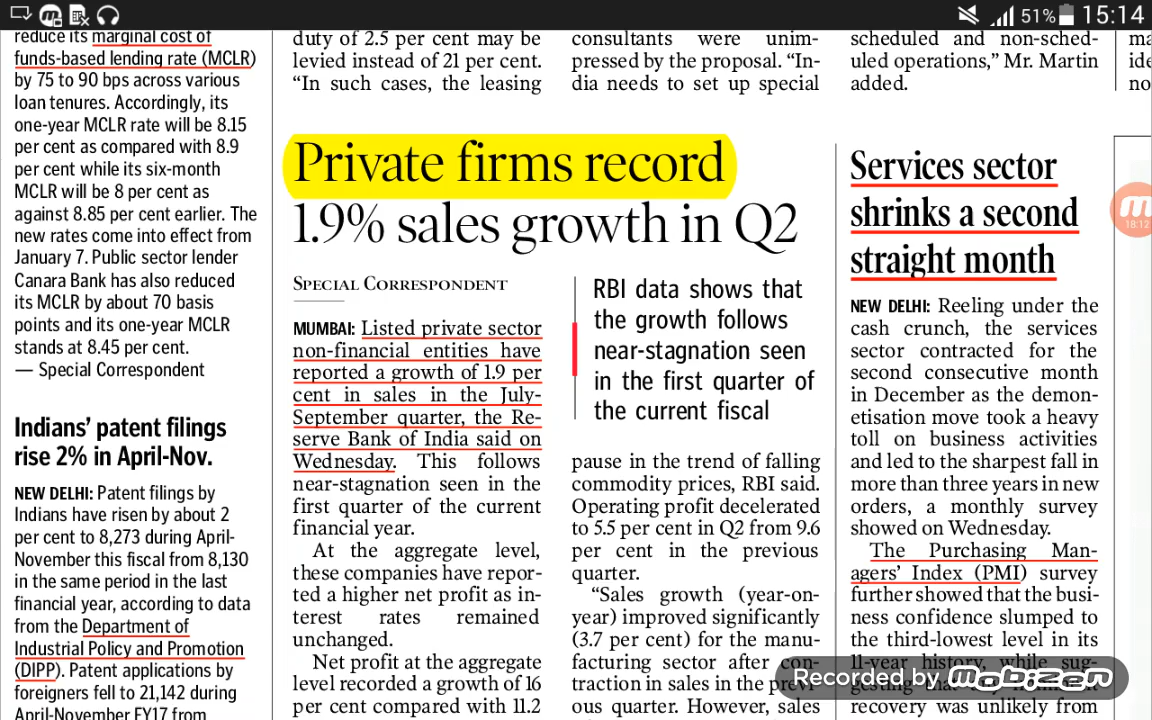 51%
15:14
reduce its marginal cost of
funds-based lending rate (MCLR)
by 75 to 90 bps across various
loan tenures. Accordingly, its
one-year MCLR rate will be 8.15
per cent as compared with 8.9
per cent while its six-month
MCLR will be 8 per cent as
against 8.85 per cent earlier. The
new rates come into effect from
January 7. Public sector lender
Canara Bank has also reduced
its MCLR by about 70 basis
points and its one-year MCLR
stands at 8.45 per cent.
— Special Correspondent
Indians’ patent filings
rise 2% in April-Nov.
NEW DELHI: Patent filings by
Indians have risen by about 2
per cent to 8,273 during April-
November this fiscal from 8,130
in the same period in the last
financial year, according to data
from the Department of
Industrial Policy and Promotion
(DIPP). Patent applications by
foreigners fell to 21,142 during
April-November FY17 from
duty of 2.5 per cent may be
levied instead of 21 per cent.
“In such cases, the leasing
consultants were unim-
pressed by the proposal. “In-
dia needs to set up special
scheduled and non-sched-
uled operations,” Mr. Martin
added.
Private firms record
1.9% sales growth in Q2
SPECIAL CORRESPONDENT
MUMBAI: Listed private sector
non-financial entities have
reported a growth of 1.9 per
cent in sales in the July-
September quarter, the Re-
serve Bank of India said on
Wednesday. This follows
near-stagnation seen in the
first quarter of the current
financial year.
At the aggregate level,
these companies have repor-
ted a higher net profit as in-
terest rates remained
unchanged.
Net profit at the aggregate
level recorded a growth of 16
per cent compared with 11.2
RBI data shows that
the growth follows
near-stagnation seen
in the first quarter of
the current fiscal
pause in the trend of falling
commodity prices, RBI said.
Operating profit decelerated
to 5.5 per cent in Q2 from 9.6
per cent in the previous
quarter.
“Sales growth (year-on-
year) improved significantly
(3.7 per cent) for the manu-
facturing sector after con-
traction in sales in the previ-
ous quarter. However, sales
Services sector
shrinks a second
straight month
NEW DELHI: Reeling under the
cash crunch, the services
sector contracted for the
second consecutive month
in December as the demon-
etisation move took a heavy
toll on business activities
and led to the sharpest fall in
more than three years in new
orders, a monthly survey
showed on Wednesday.
The Purchasing Man-
agers’ Index (PMI) survey
further showed that the busi-
ness confidence slumped to
the third-lowest level in its
11-year history, while sug-
gesting that
recovery was unlikely from
ma
ide
no
18:12
Recorded by mobizen